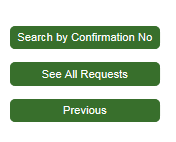 Search by Confirmation No
See All Requests
Previous